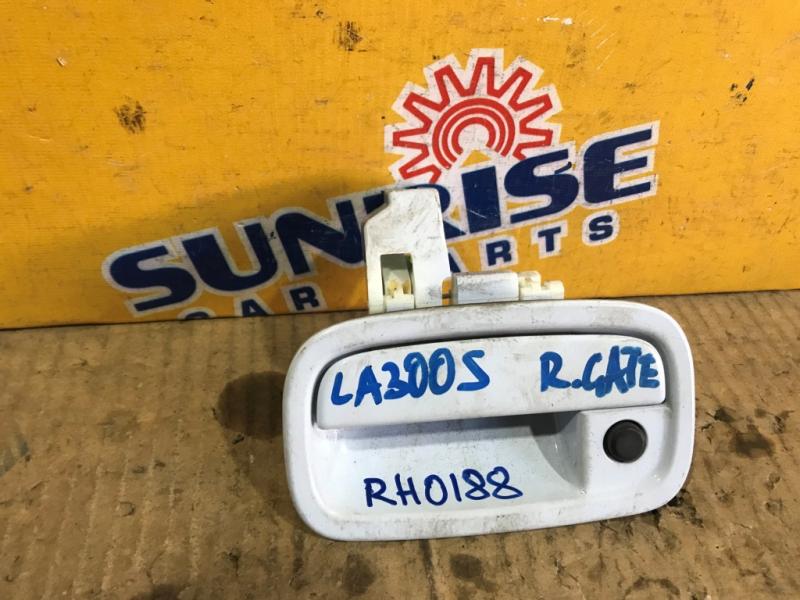 SUNRISE
CAR PARTS
LA300S R.GATE
RH0188